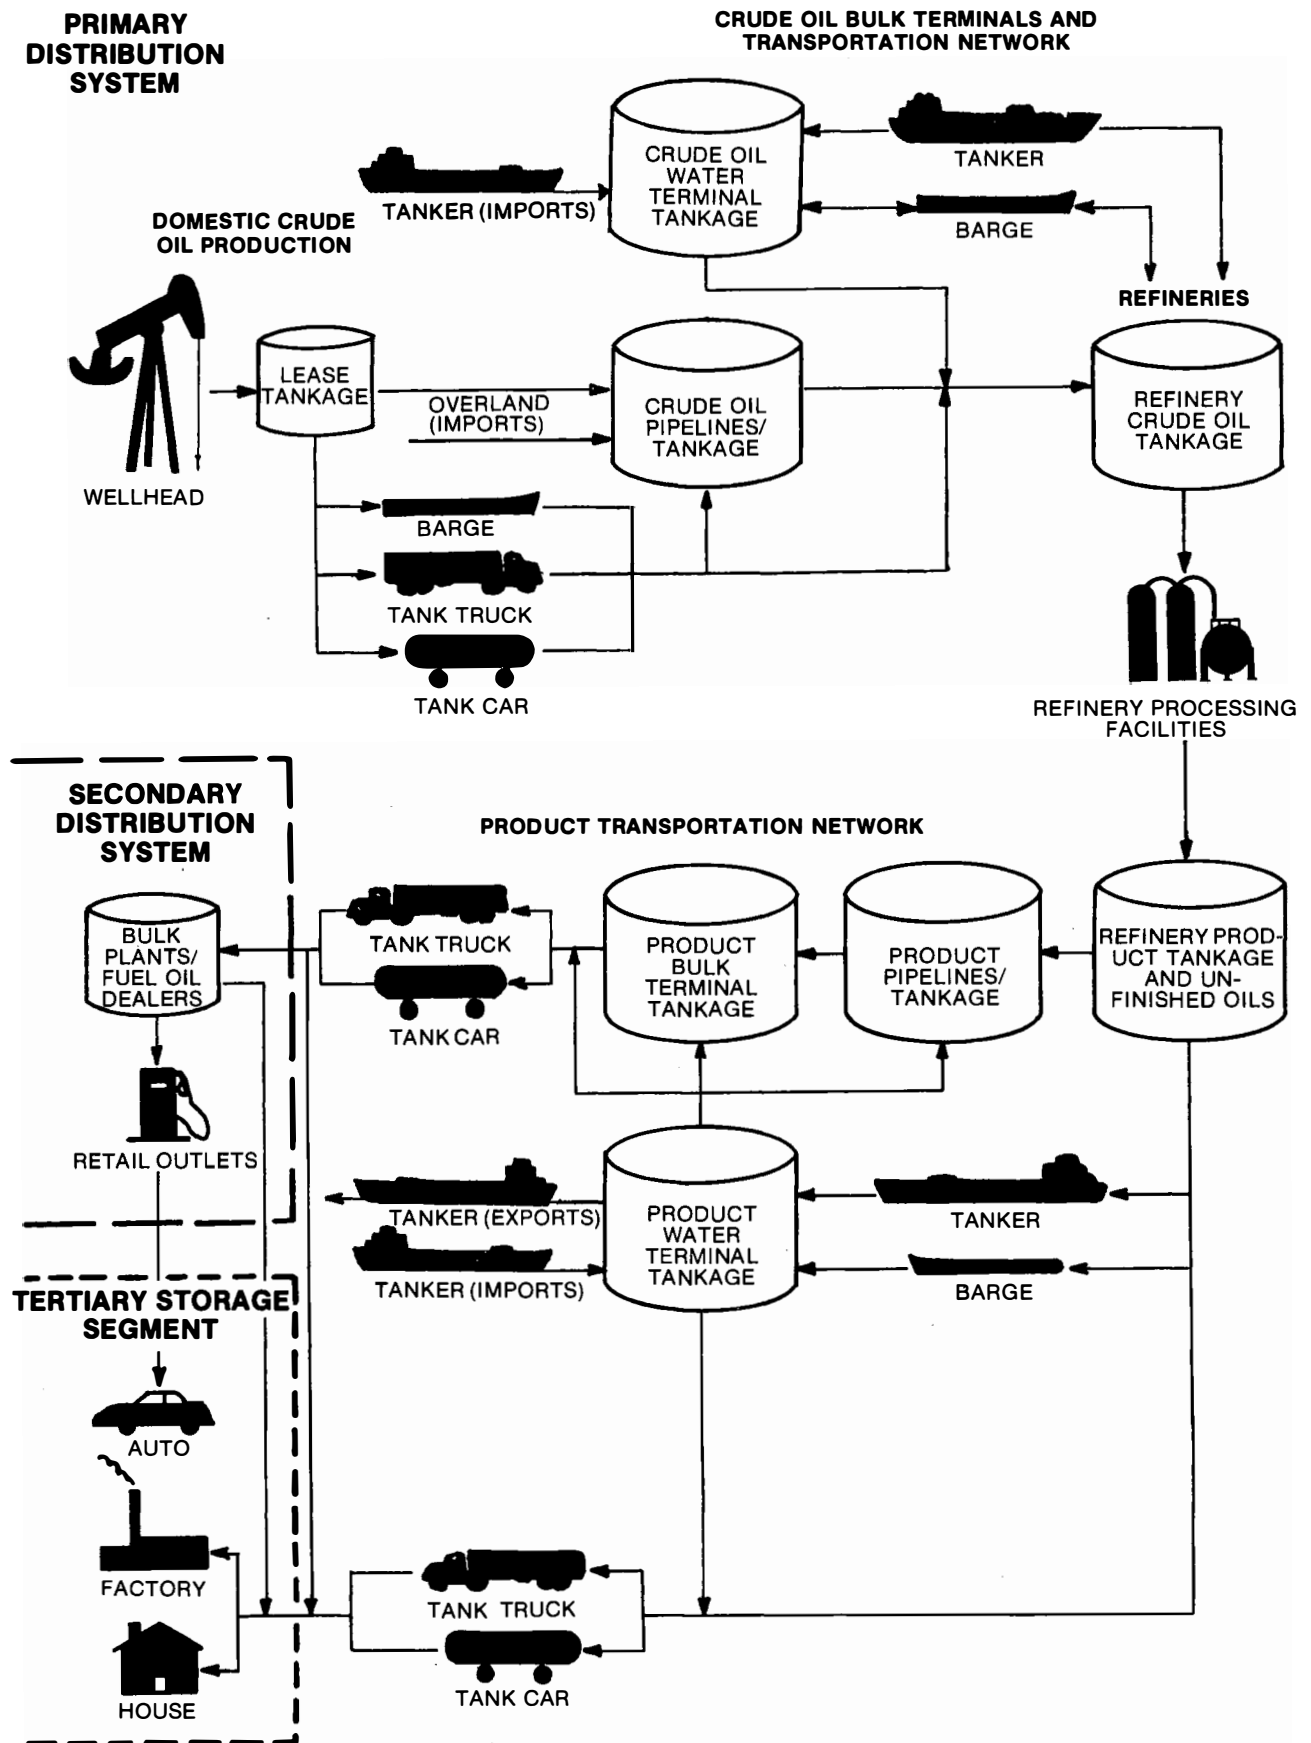 PRIMARY
DISTRIBUTION
SYSTEM
CRUDE OIL BULK TERMINALS AND
TRANSPORTATION NETWORK
CRUDE OIL
WATER
TERMINAL
TANKAGE
TANKER
TANKER (IMPORTS)
BARGE
DOMESTIC CRUDE
OIL PRODUCTION
REFINERIES
LEASE
TANKAGE
OVERLAND
(IMPORTS)
CRUDE OIL
PIPELINES/
TANKAGE
REFINERY
CRUDE OIL
TANKAGE
WELLHEAD
BARGE
TANK TRUCK
TANK CAR
REFINERY PROCESSING
FACILITIES
SECONDARY
DISTRIBUTION
SYSTEM
PRODUCT TRANSPORTATION NETWORK
BULK
PLANTS/
FUEL OIL
DEALERS
TANK TRUCK
TANK CAR
PRODUCT
BULK
TERMINAL
TANKAGE
PRODUCT
PIPELINES/
TANKAGE
REFINERY PROD-
UCT TANKAGE
AND UN-
FINISHED OILS
RETAIL OUTLETS
TANKER (EXPORTS)
TANKER (IMPORTS)
PRODUCT
WATER
TERMINAL
TANKAGE
TANKER
BARGE
TERTIARY STORAGE
SEGMENT
AUTO
FACTORY
HOUSE
TANK TRUCK
TANK CAR